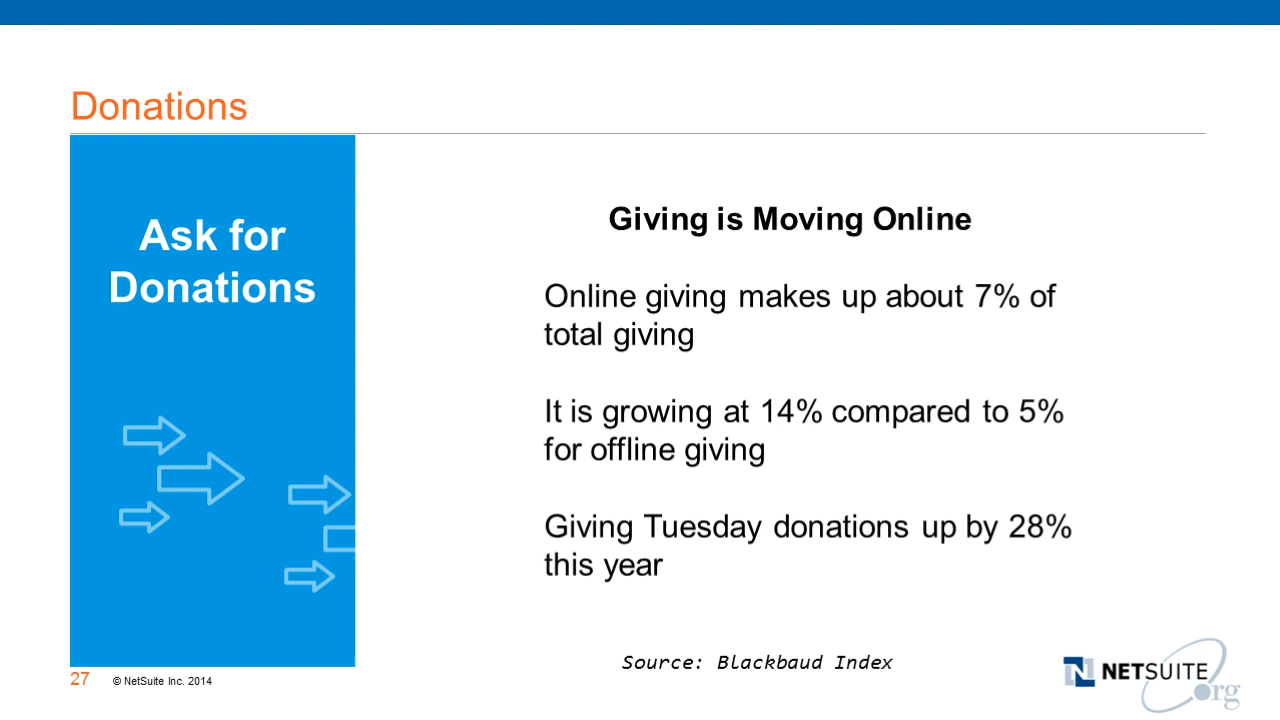 Donations
Ask for
Donations
Giving is Moving Online
Online giving makes up about 7% of
total giving
It is growing at 14% compared to 5%
for offline giving
Giving Tuesday donations up by 28%
this year
Source: Blackbaud Index
27
© NetSuite Inc. 2014
NETSUITE
.org